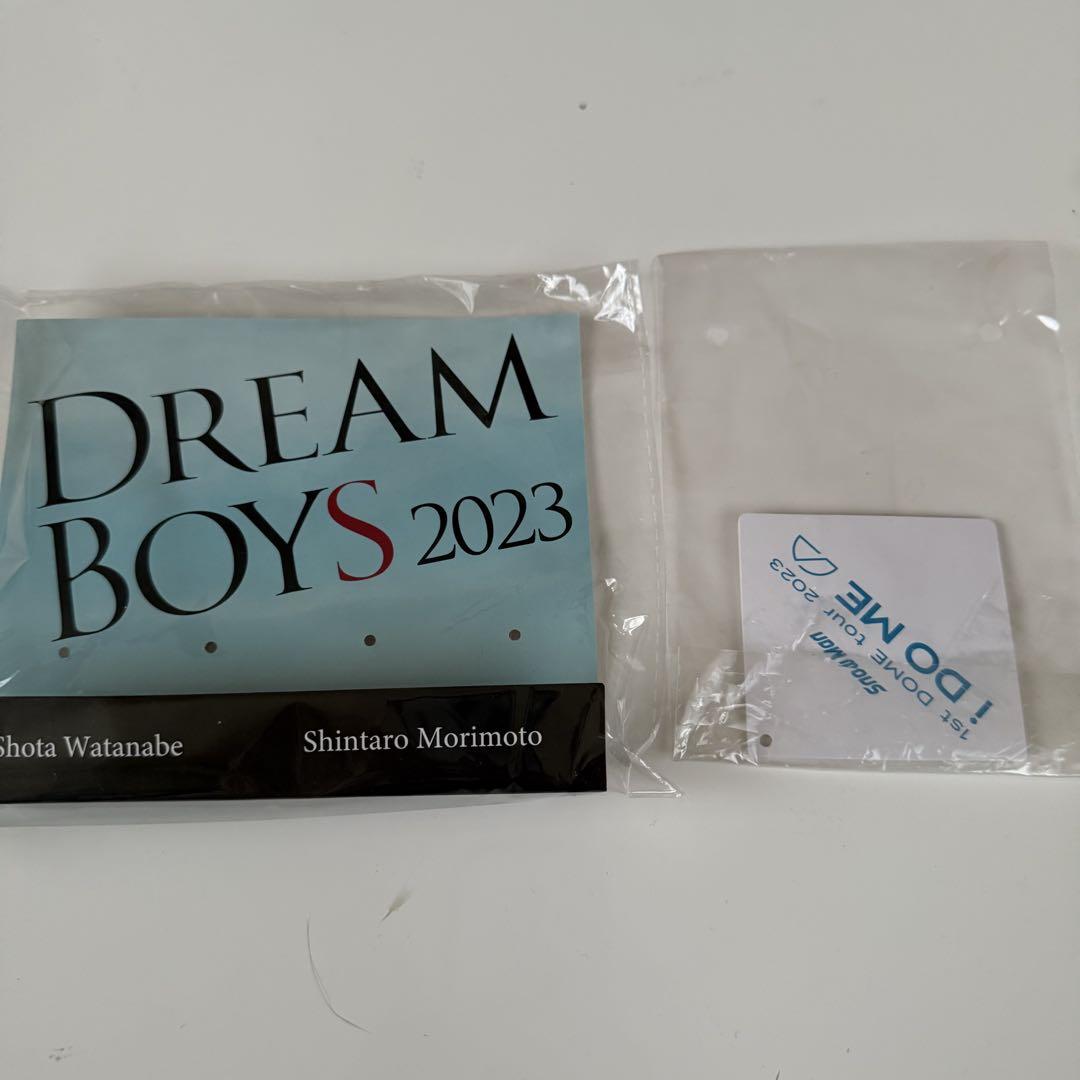 DREAM
BOYS 2023
Shota Watanabe
Shintaro Morimoto
Snow Man
1st DOME tour 2023
i DO ME